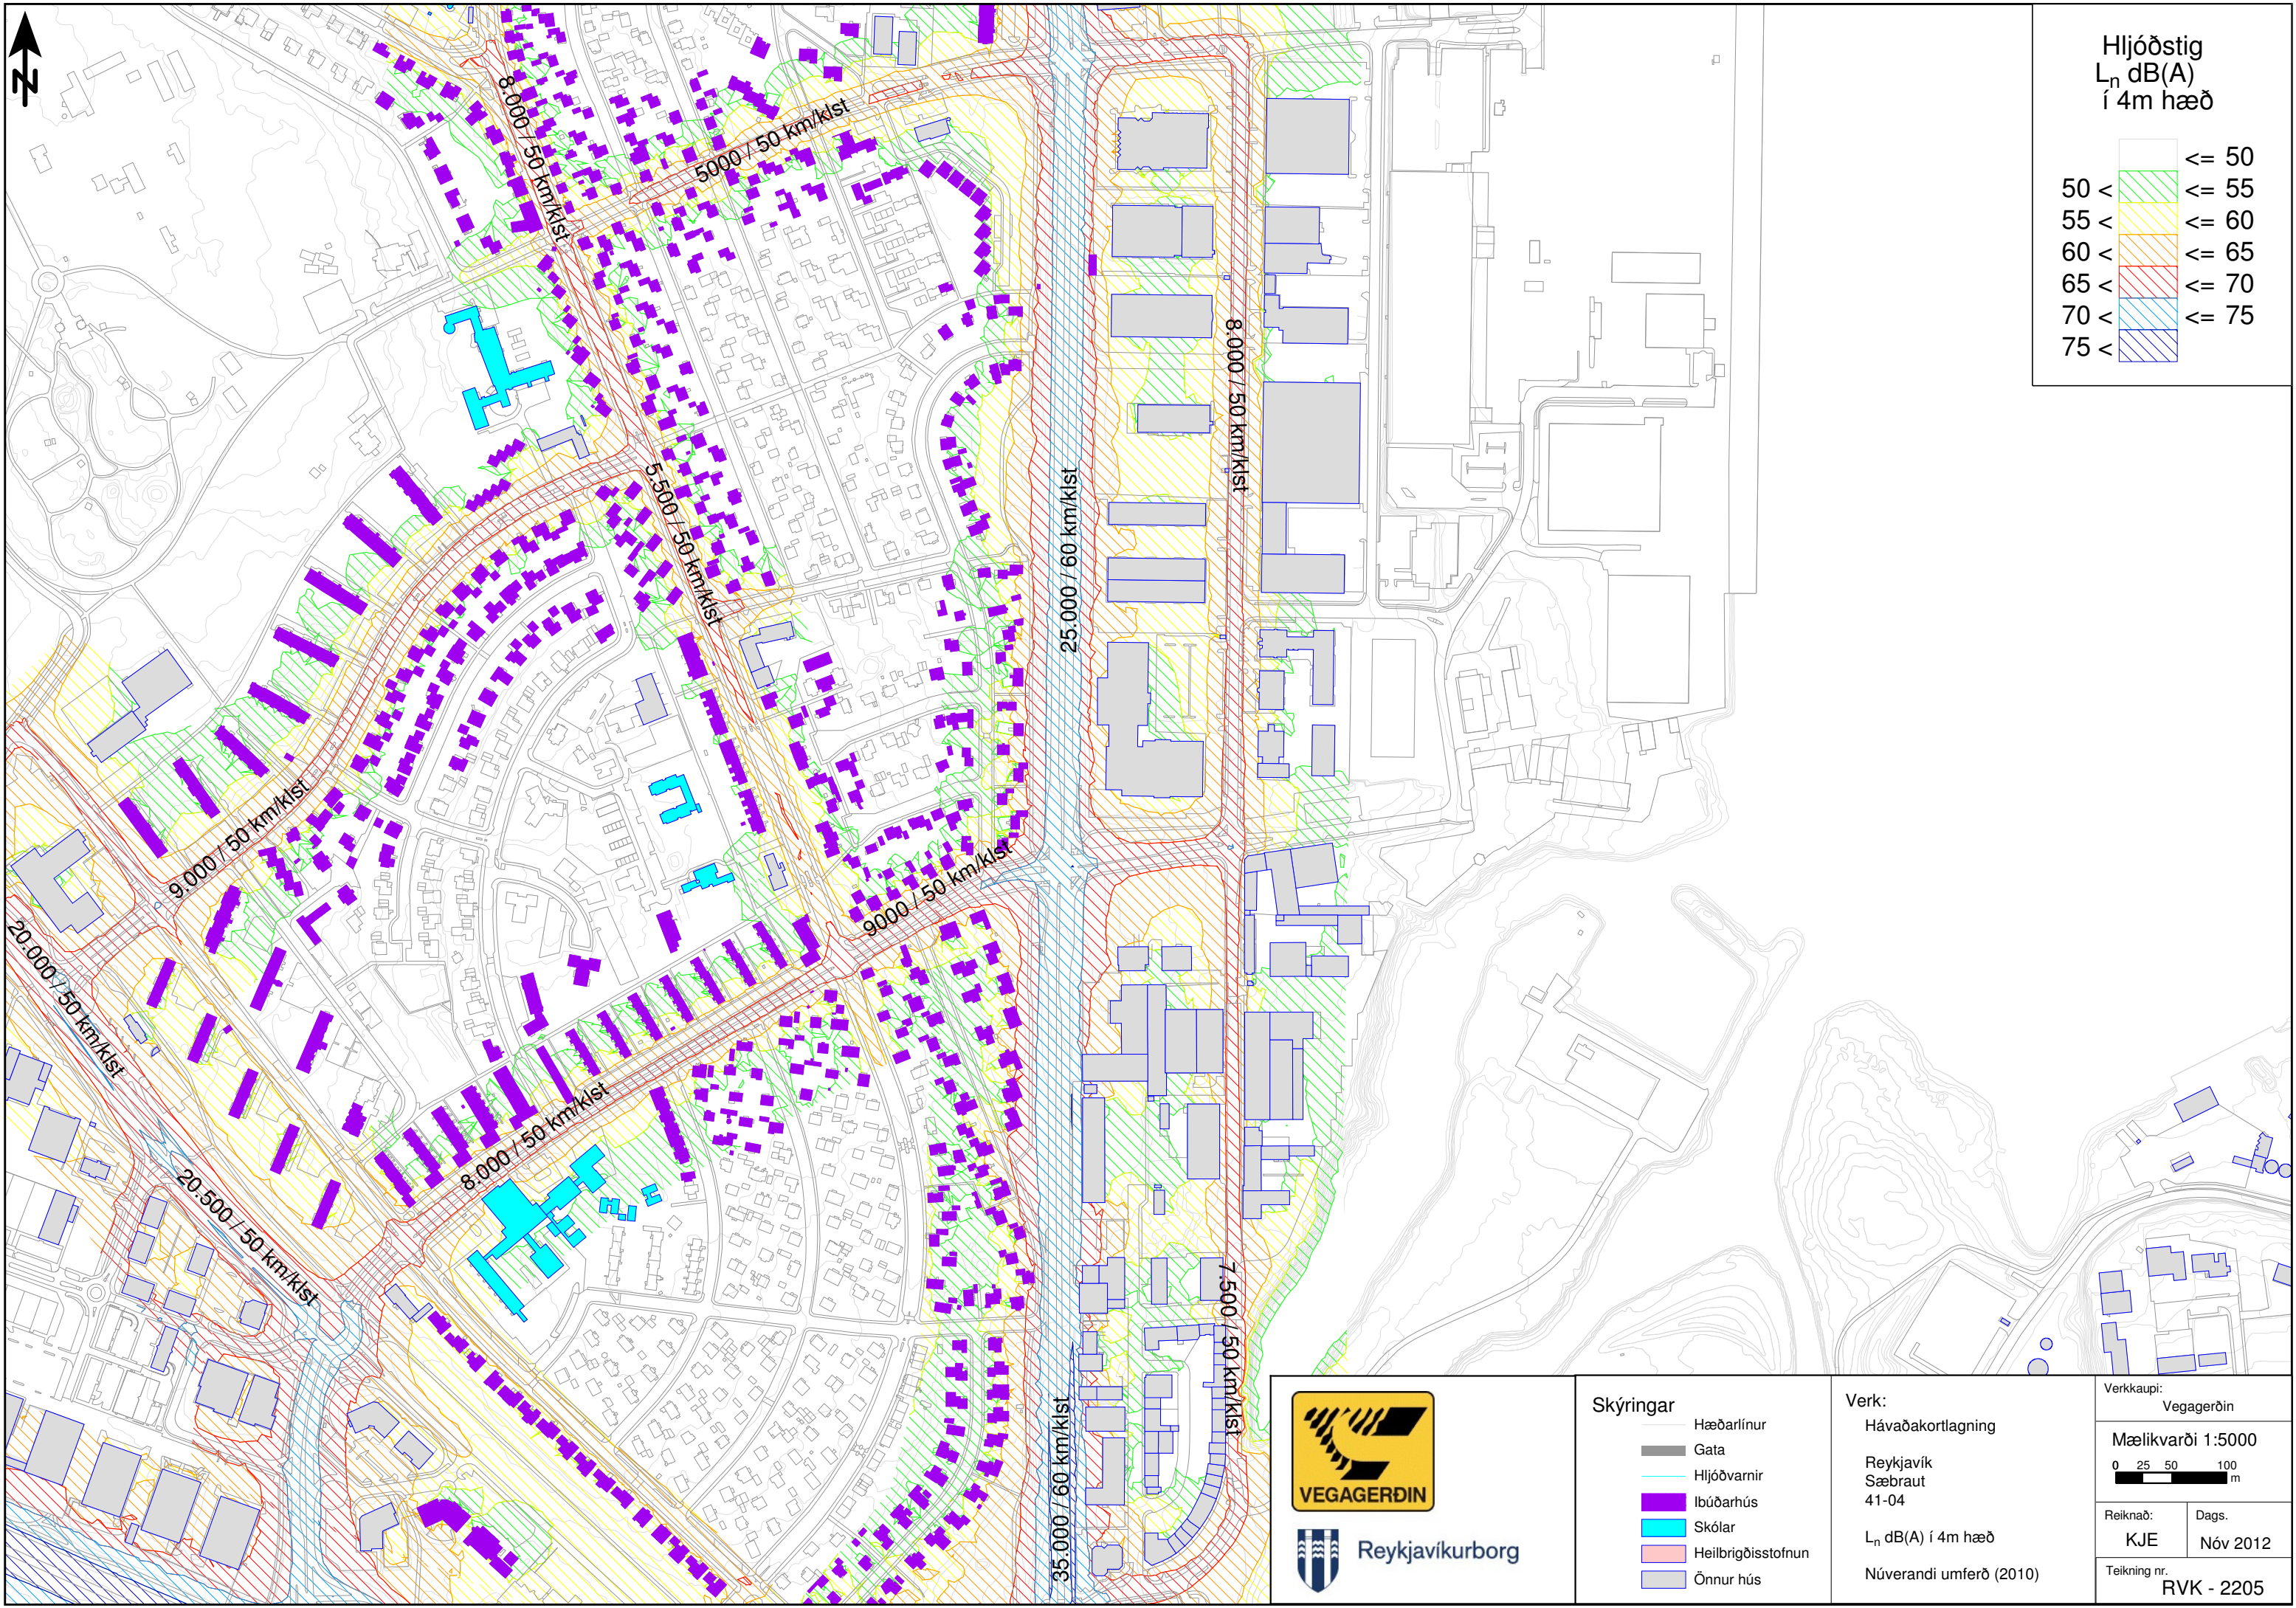 N
Hljóðstig
Ln dB(A)
í 4m hæð
<= 50
50 < <= 55
55 < <= 60
60 < <= 65
65 < <= 70
70 < <= 75
75 <
8.000 / 50 km/klst
5000 / 50 km/klst
8.000 / 50 km/klst
5.500 / 50 km/klst
25.000 / 60 km/klst
9.000 / 50 km/klst
9000 / 50 km/klst
20.000 / 50 km/klst
8.000 / 50 km/klst
20.500 / 50 km/klst
7.500 / 50 km/klst
35.000 / 60 km/klst
VEGAGERÐIN
Reykjavíkurborg
Skýringar
Hæðarlínur
Gata
Hljóðvarnir
Ibúðarhús
Skólar
Heilbrigðisstofnun
Önnur hús
Verk:
Hávaðakortlagning
Reykjavík
Sæbraut
41-04
Ln dB(A) í 4m hæð
Núverandi umferð (2010)
Verkkaupi:
Vegagerðin
Mælikvarði 1:5000
0 25 50 100
m
Reiknað: Dags.
KJE Nóv 2012
Teikning nr.
RVK - 2205